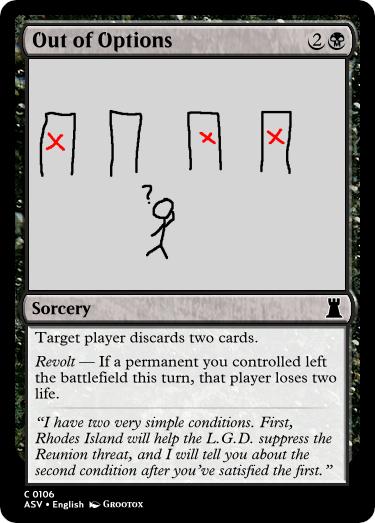 Out of Options 2
?
Sorcery
Target player discards two cards.
Revolt — If a permanent you controlled left
the battlefield this turn, that player loses two
life.
“I have two very simple conditions. First,
Rhodes Island will help the L.G.D. suppress the
Reunion threat, and I will tell you about the
second condition after you’ve satisfied the first.”
C 0106
ASV • English GROOTOX